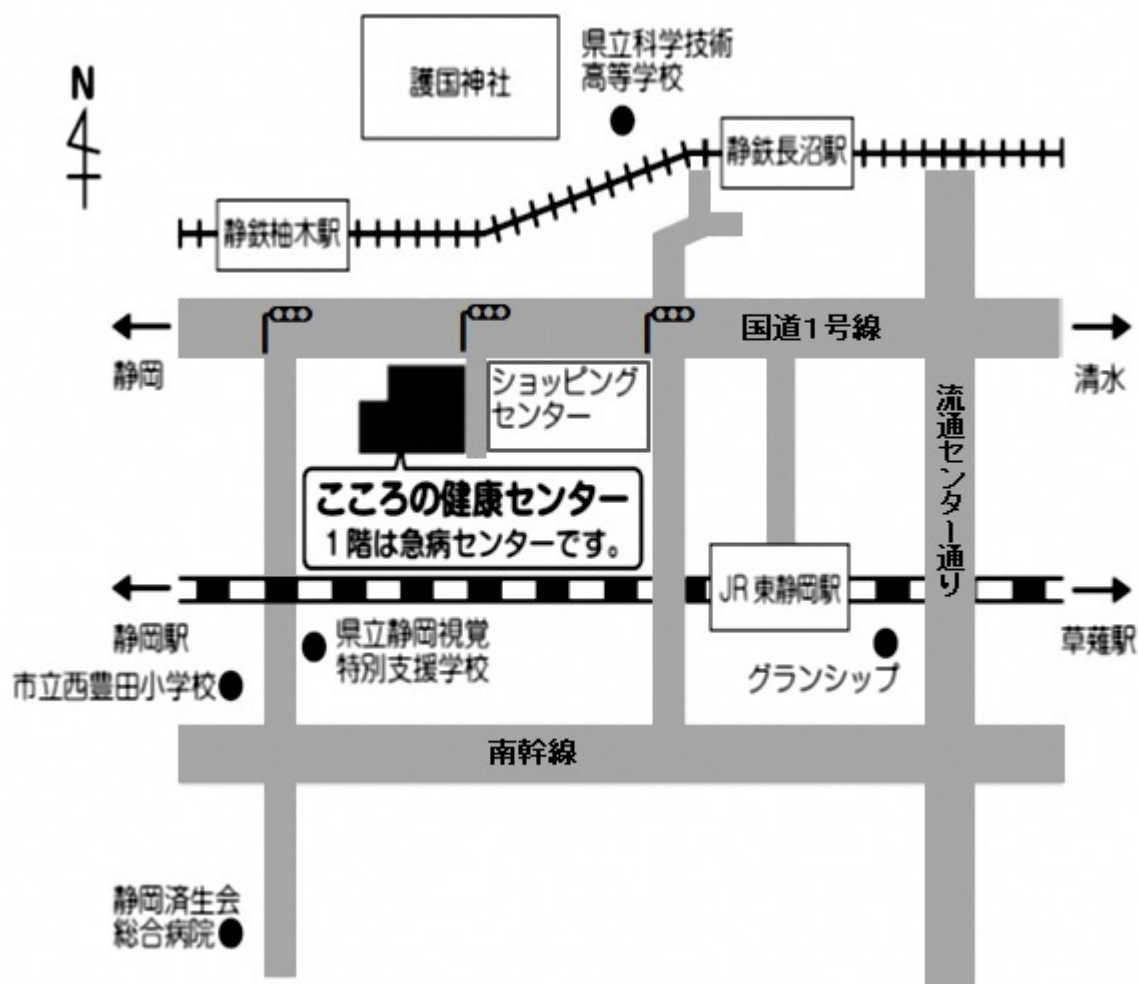 護国神社
県立科学技術
高等学校
N
静鉄長沼駅
静鉄柚木駅
国道1号線
静岡
清水
ショッピング
センター
流通センター通り
こころの健康センター
1階は急病センターです。
JR東静岡駅
静岡駅
草薙駅
県立静岡視覚
特別支援学校
市立西豊田小学校
グランシップ
南幹線
静岡済生会
総合病院